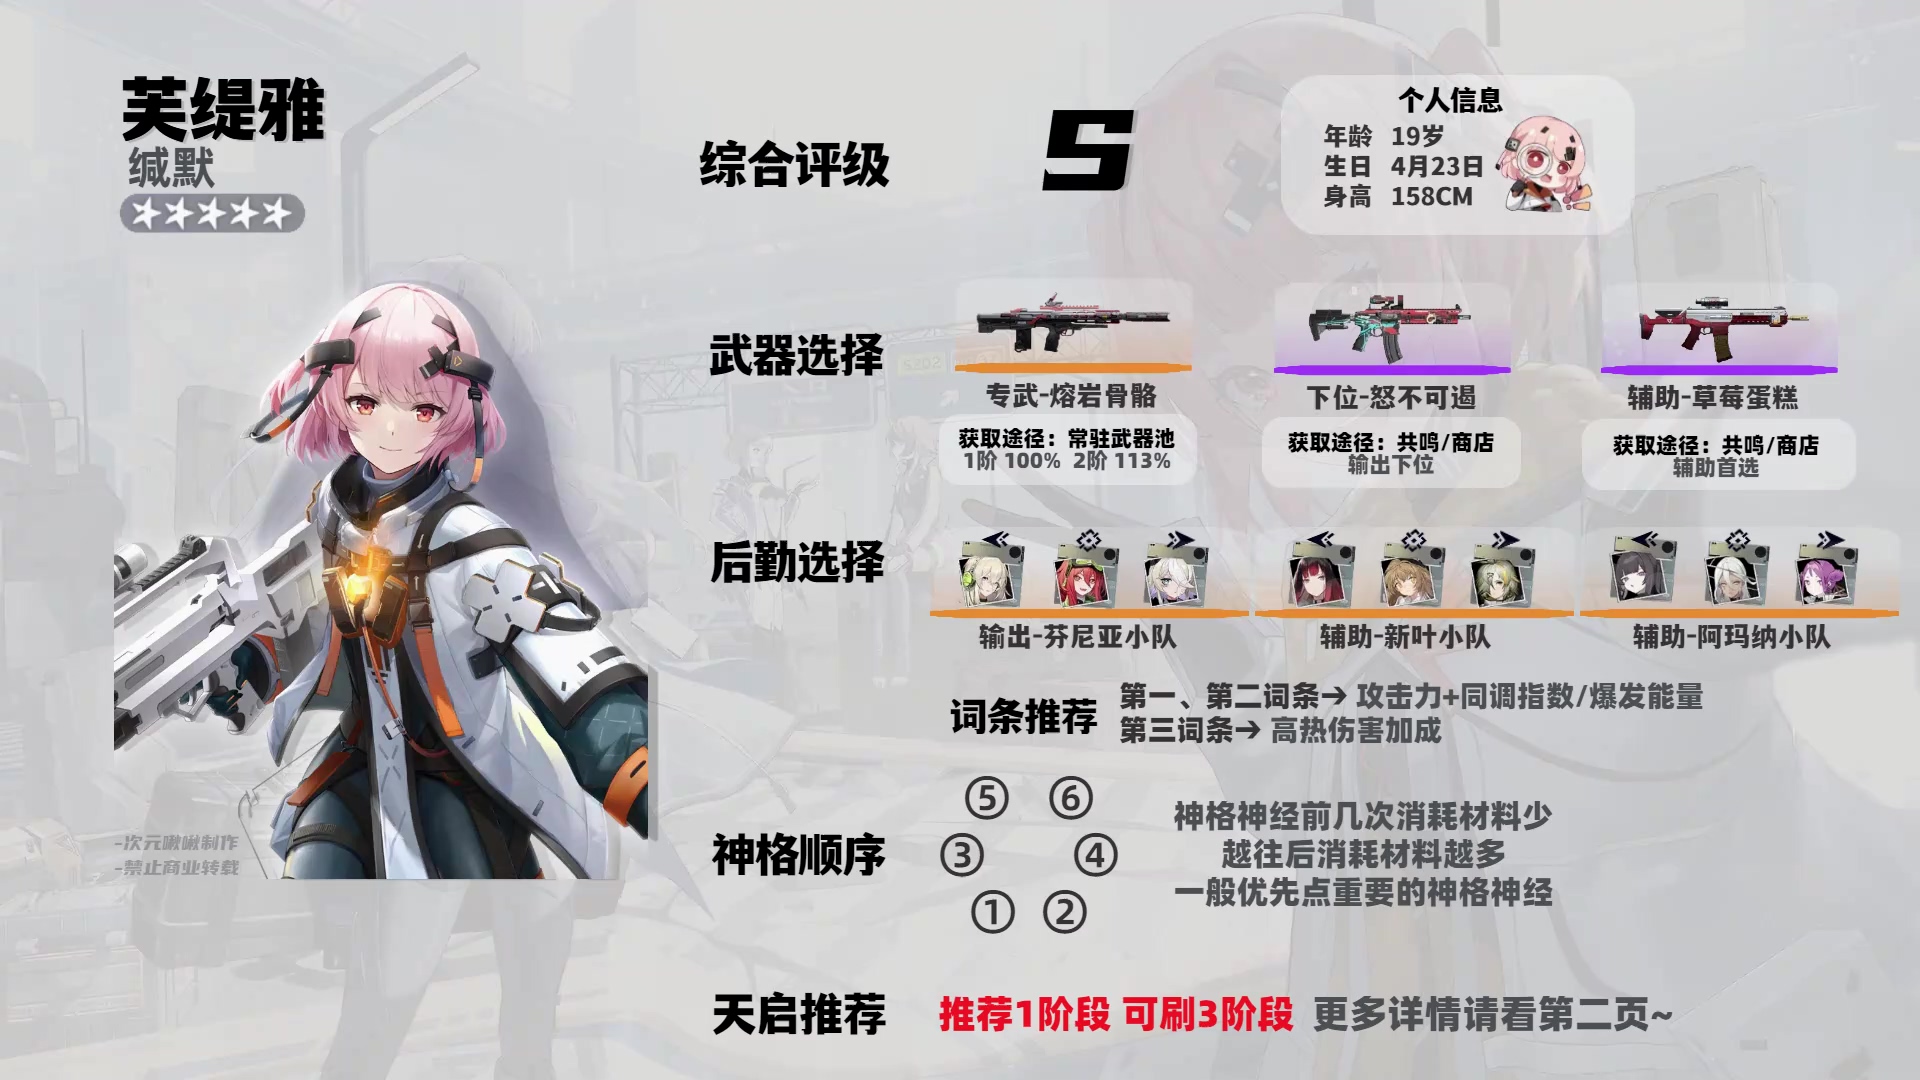 芙缇雅
缄默
综合评级
S
个人信息
年龄 19岁
生日 4月23日
身高 158CM
武器选择
专武-熔岩骨骼
获取途径：常驻武器池
1阶 100% 2阶 113%
下位-怒不可遏
获取途径：共鸣/商店
输出下位
辅助-草莓蛋糕
获取途径：共鸣/商店
辅助首选
后勤选择
输出-芬尼亚小队
辅助-新叶小队
辅助-阿玛纳小队
词条推荐
第一、第二词条→ 攻击力+同调指数/爆发能量
第三词条→ 高热伤害加成
神格顺序
⑤ ⑥
③ ④
① ②
神格神经前几次消耗材料少
越往后消耗材料越多
一般优先点重要的神格神经
天启推荐
推荐1阶段 可刷3阶段 更多详情请看第二页~
-次元啾啾制作
-禁止商业转载